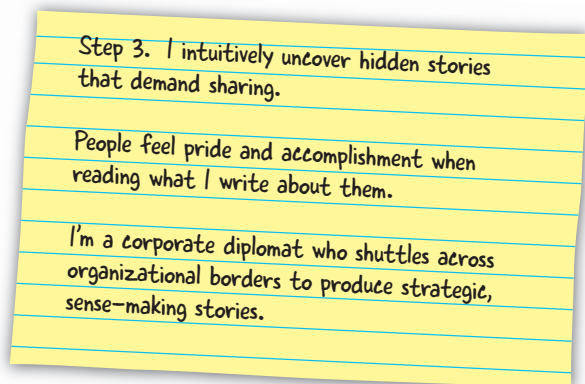 Step 3.  I intuitively uncover hidden stories
that demand sharing.
People feel pride and accomplishment when
reading what I write about them.
I'm a corporate diplomat who shuttles across
organizational borders to produce strategic,
sense-making stories.